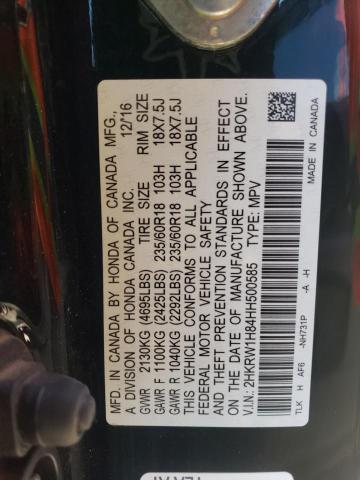 MFD. IN CANADA BY HONDA OF CANADA MFG.,
A DIVISION OF HONDA CANADA INC. 12/16
TIRE SIZE RIM SIZE
GVWR 2130KG (4695LBS)
GAWR F 1100KG (2425LBS) 235/60R18 103H 18X7.5J
GAWR R 1040KG (2292LBS) 235/60R18 103H 18X7.5J
THIS VEHICLE CONFORMS TO ALL APPLICABLE
FEDERAL MOTOR VEHICLE SAFETY
AND THEFT PREVENTION STANDARDS IN EFFECT
ON THE DATE OF MANUFACTURE SHOWN ABOVE.
V.I.N.: 2HKRW1H84HH500585 TYPE: MPV
TLK H AF6 -NH731P -A -H MADE IN CANADA